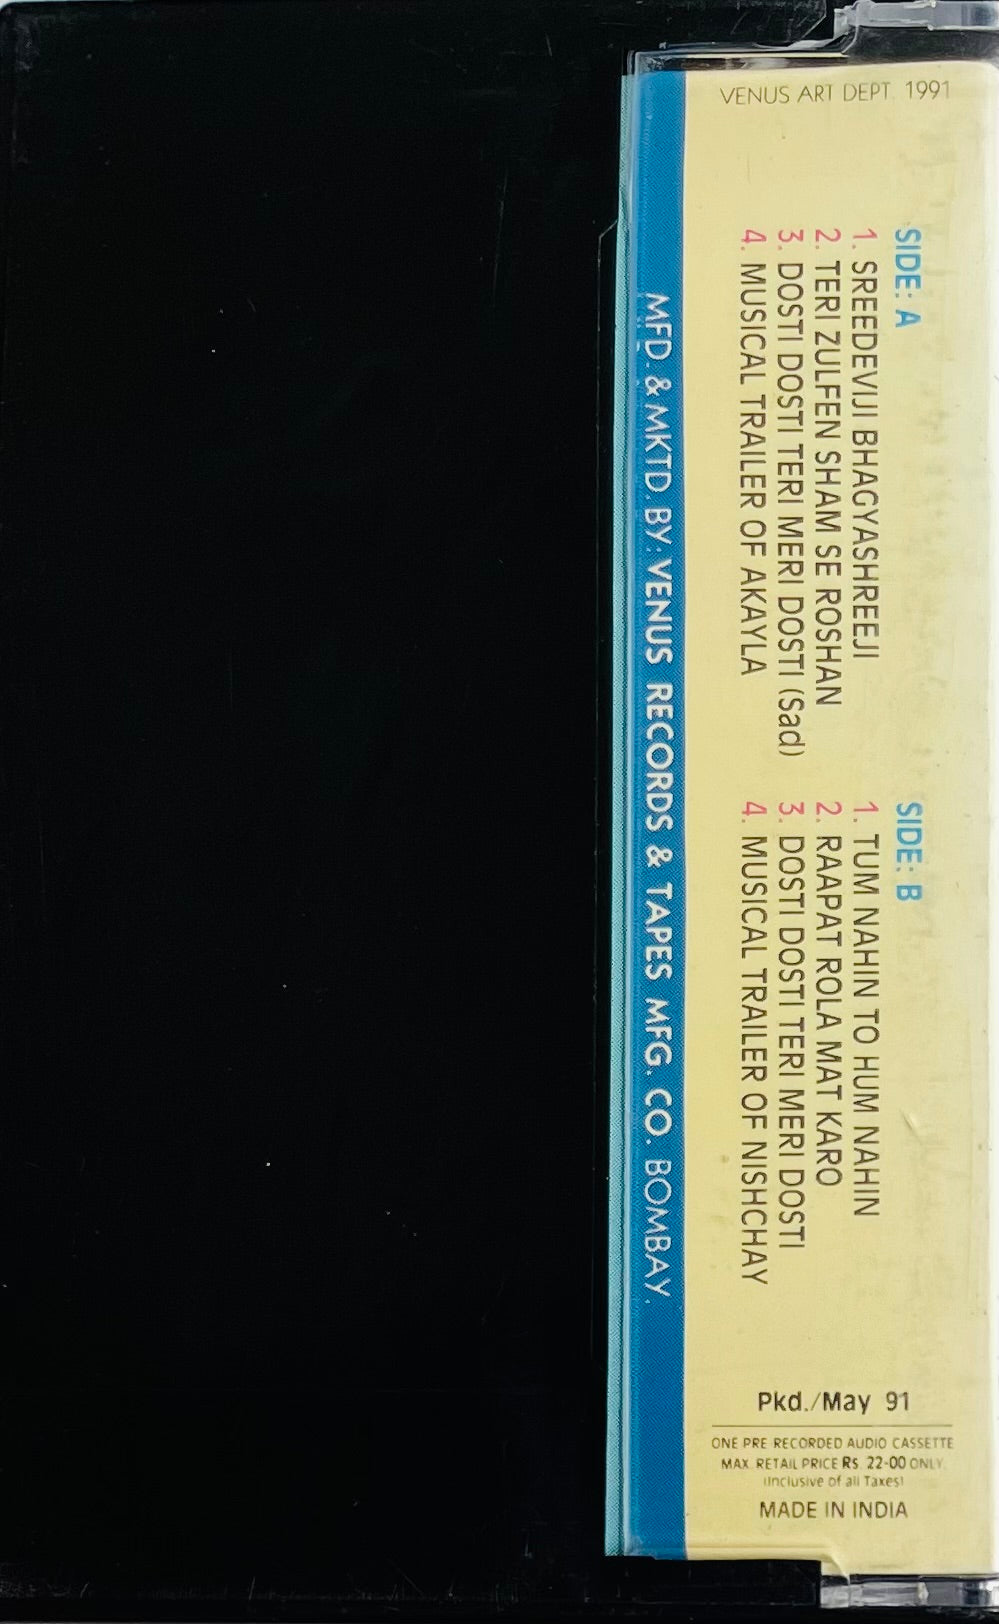 VENUS ART DEPT. 1991
SIDE: A
1. SREEDEVIJI BHAGYASHREEJI
2. TERI ZULFEN SHAM SE ROSHAN
3. DOSTI DOSTI TERI MERI DOSTI (Sad)
4. MUSICAL TRAILER OF AKAYLA
SIDE: B
1. TUM NAHIN TO HUM NAHIN
2. RAAPAT ROLA MAT KARO
3. DOSTI DOSTI TERI MERI DOSTI
4. MUSICAL TRAILER OF NISHCHAY
MFD. & MKTD. BY: VENUS RECORDS & TAPES MFG. CO. BOMBAY.
Pkd./May 91
ONE PRE RECORDED AUDIO CASSETTE
MAX. RETAIL PRICE Rs. 22-00 ONLY.
(Inclusive of all Taxes)
MADE IN INDIA